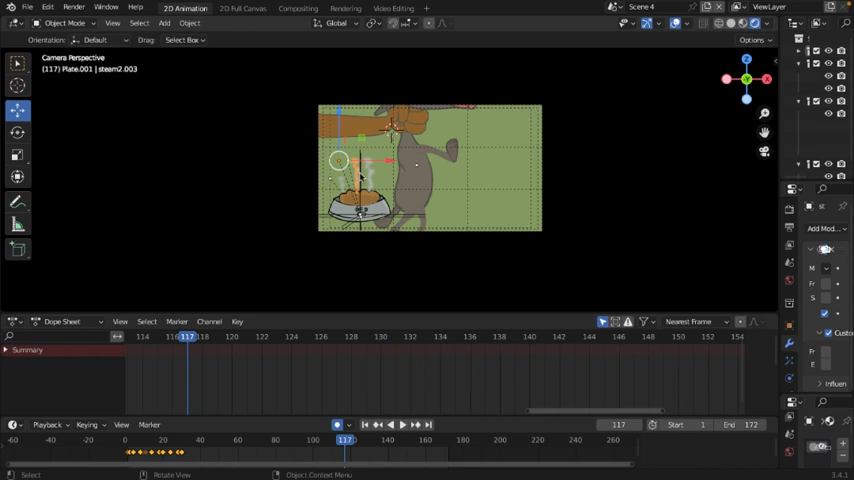 File Edit Render Window Help 2D Animation 2D Full Canvas Compositing Rendering Video Editing Scene 4 ViewLayer
Object Mode View Select Add Object Global
Orientation: Default Drag: Select Box Options
Camera Perspective
(117) Plate.001 | steam2.003
Z
X
Y
Add Mod...
M
Fr
S
Custo
Fr
E
Influen
Dope Sheet View Select Marker Channel Key Nearest Frame
114 116 117 118 120 122 124 126 128 130 132 134 136 138 140 142 144 146 148 150 152 154
Summary
Playback Keying View Marker 117 Start 1 End 172
-60 -40 -20 0 20 40 60 80 100 117 140 160 180 200 220 240 260
Select Rotate View Object Context Menu 3.4.1